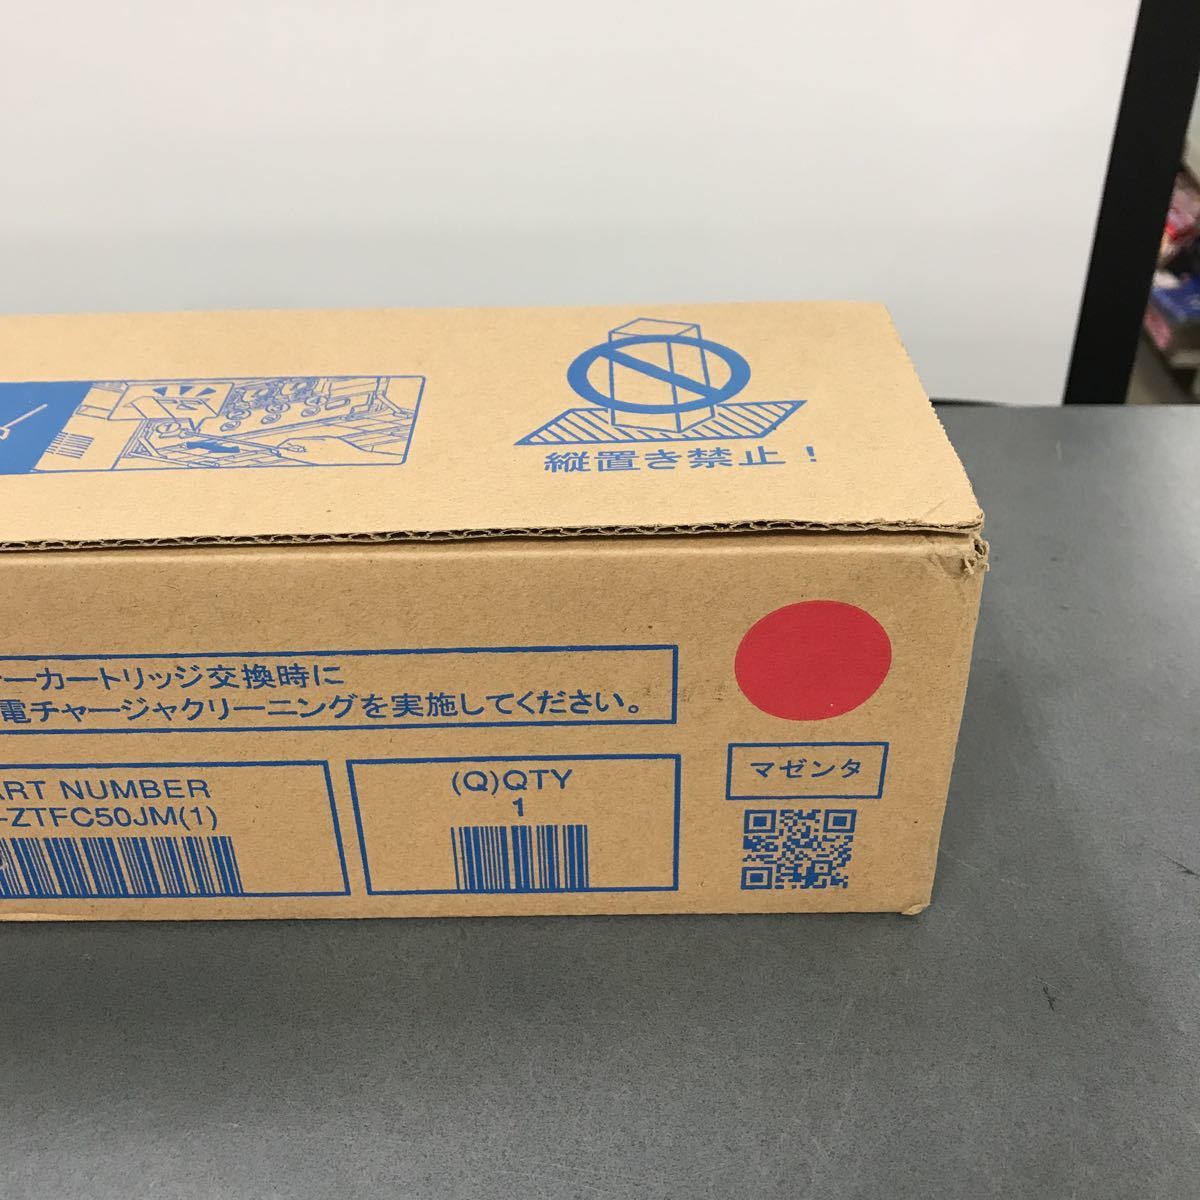 縦置き禁止！
ーカートリッジ交換時に
電チャージャクリーニングを実施してください。
ART NUMBER
-ZTFC50JM(1)
(Q)QTY
1
マゼンタ